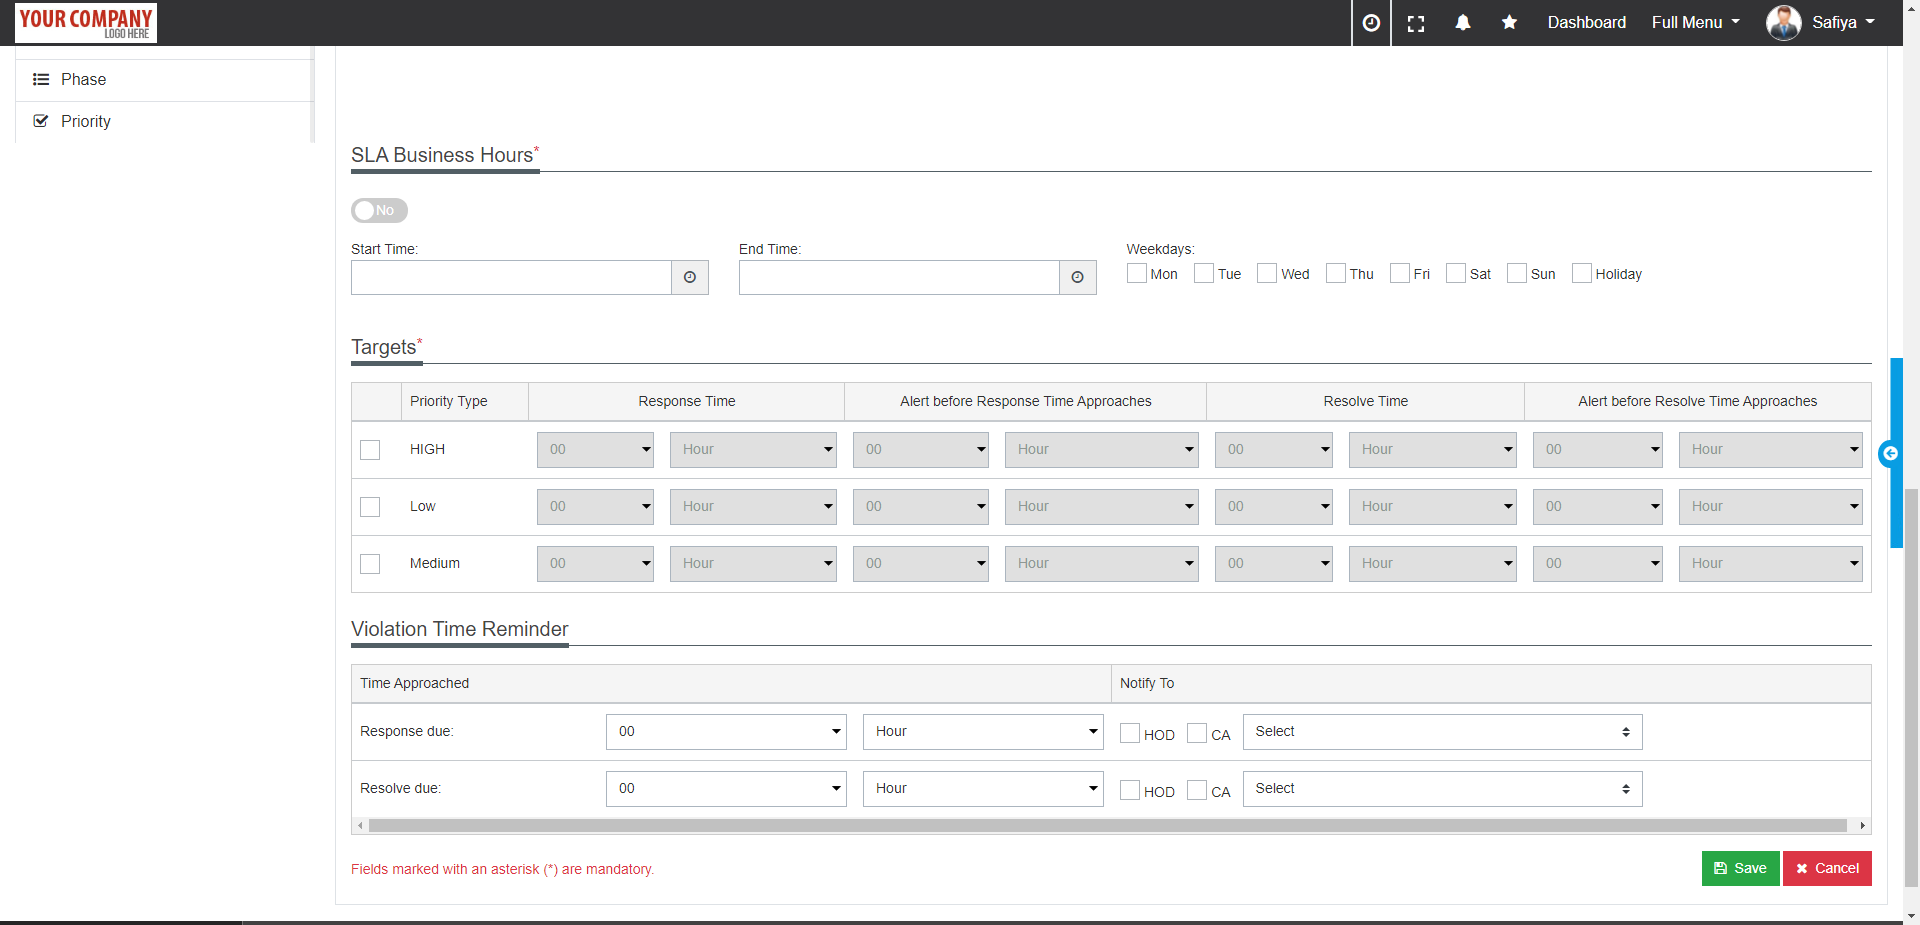 YOUR COMPANY
LOGO HERE
Dashboard
Full Menu
Safiya
Phase
Priority
SLA Business Hours*
No
Start Time:
End Time:
Weekdays:
Mon Tue Wed Thu Fri Sat Sun Holiday
Targets*
Priority Type Response Time Alert before Response Time Approaches Resolve Time Alert before Resolve Time Approaches
HIGH 00 Hour 00 Hour 00 Hour 00 Hour
Low 00 Hour 00 Hour 00 Hour 00 Hour
Medium 00 Hour 00 Hour 00 Hour 00 Hour
Violation Time Reminder
Time Approached Notify To
Response due: 00 Hour HOD CA Select
Resolve due: 00 Hour HOD CA Select
Fields marked with an asterisk (*) are mandatory.
Save Cancel